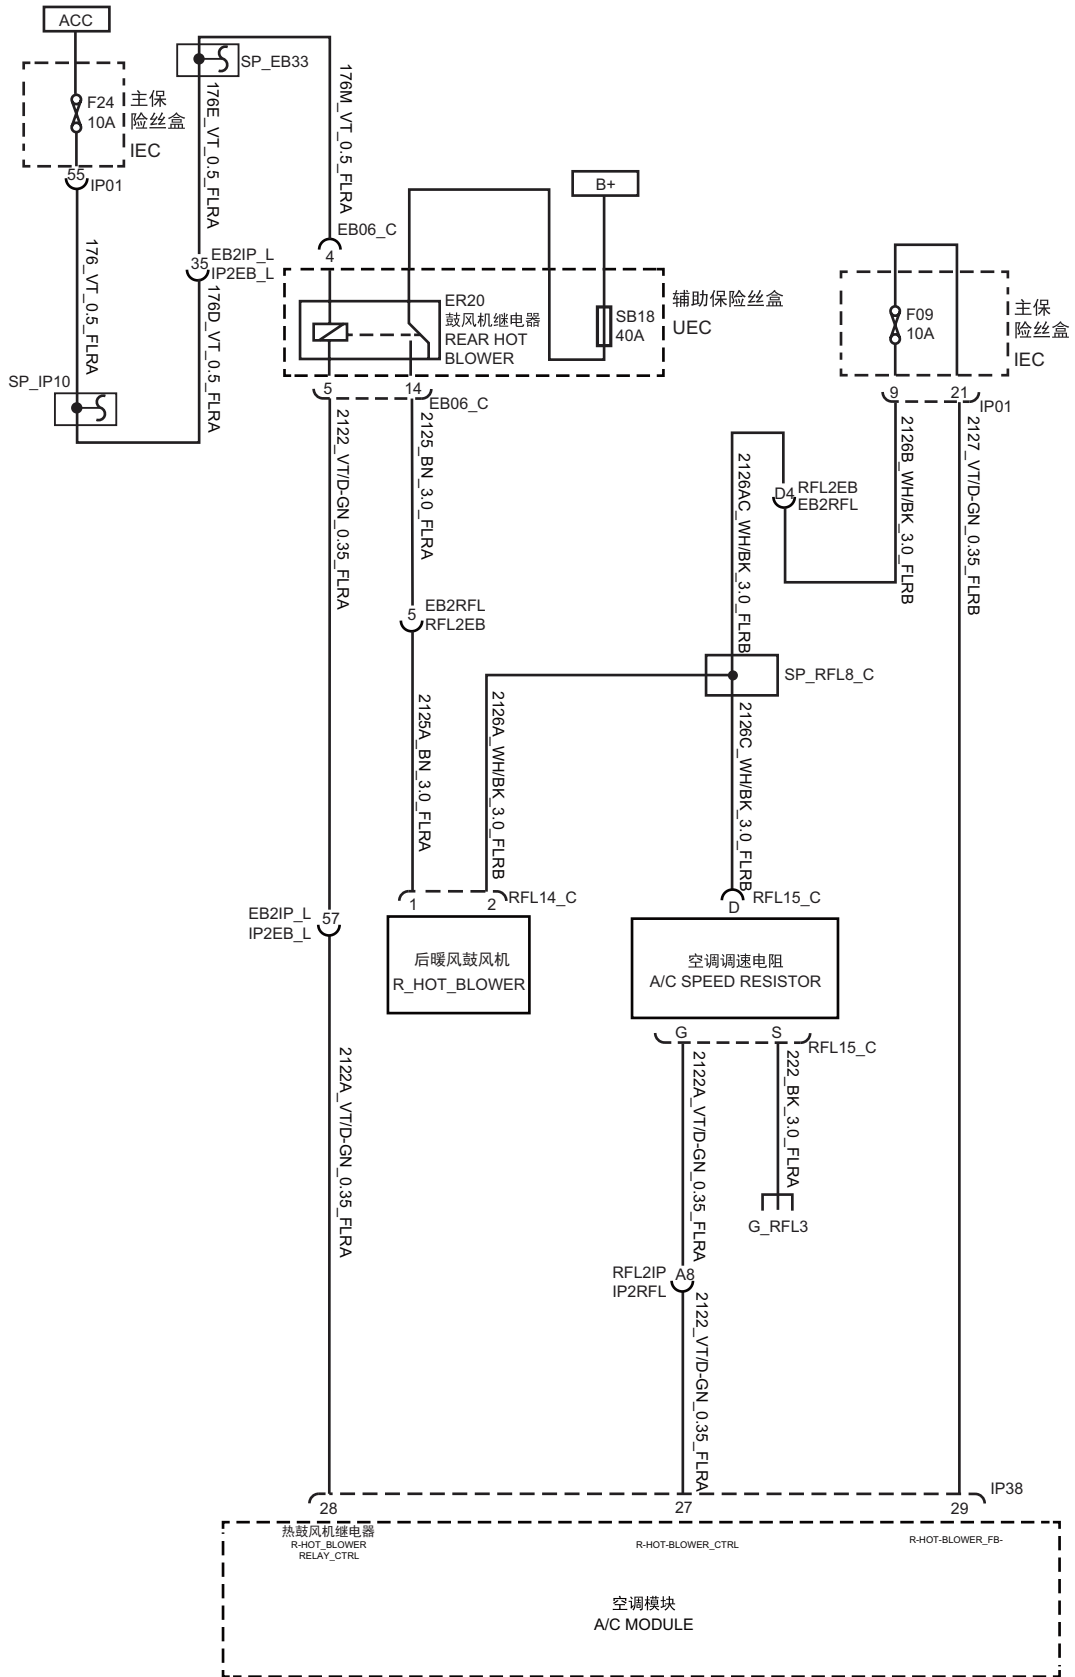 ACC
F24
10A
主保
险丝盒
IEC
55
IP01
SP_EB33
176E_VT_0.5_FLRA
176M_VT_0.5_FLRA
176_VT_0.5_FLRA
35
EB2IP_L
IP2EB_L
176D_VT_0.5_FLRA
SP_IP10
EB06_C
4
B+
ER20
鼓风机继电器
REAR HOT
BLOWER
SB18
40A
辅助保险丝盒
UEC
F09
10A
主保
险丝盒
IEC
5
14
EB06_C
9
21
IP01
2122_VT/D-GN_0.35_FLRA
2125_BN_3.0_FLRA
2126AC_WH/BK_3.0_FLRB
D4
RFL2EB
EB2RFL
2126B_WH/BK_3.0_FLRB
2127_VT/D-GN_0.35_FLRB
5
EB2RFL
RFL2EB
SP_RFL8_C
2125A_BN_3.0_FLRA
2126A_WH/BK_3.0_FLRB
2126C_WH/BK_3.0_FLRB
1
2
RFL14_C
D
RFL15_C
EB2IP_L
IP2EB_L
57
后暖风鼓风机
R_HOT_BLOWER
空调调速电阻
A/C SPEED RESISTOR
G
S
RFL15_C
2122A_VT/D-GN_0.35_FLRA
2122A_VT/D-GN_0.35_FLRA
222_BK_3.0_FLRA
G_RFL3
RFL2IP
IP2RFL
A8
2122_VT/D-GN_0.35_FLRA
IP38
28
27
29
热鼓风机继电器
R-HOT_BLOWER
RELAY_CTRL
R-HOT-BLOWER_CTRL
R-HOT-BLOWER_FB-
空调模块
A/C MODULE